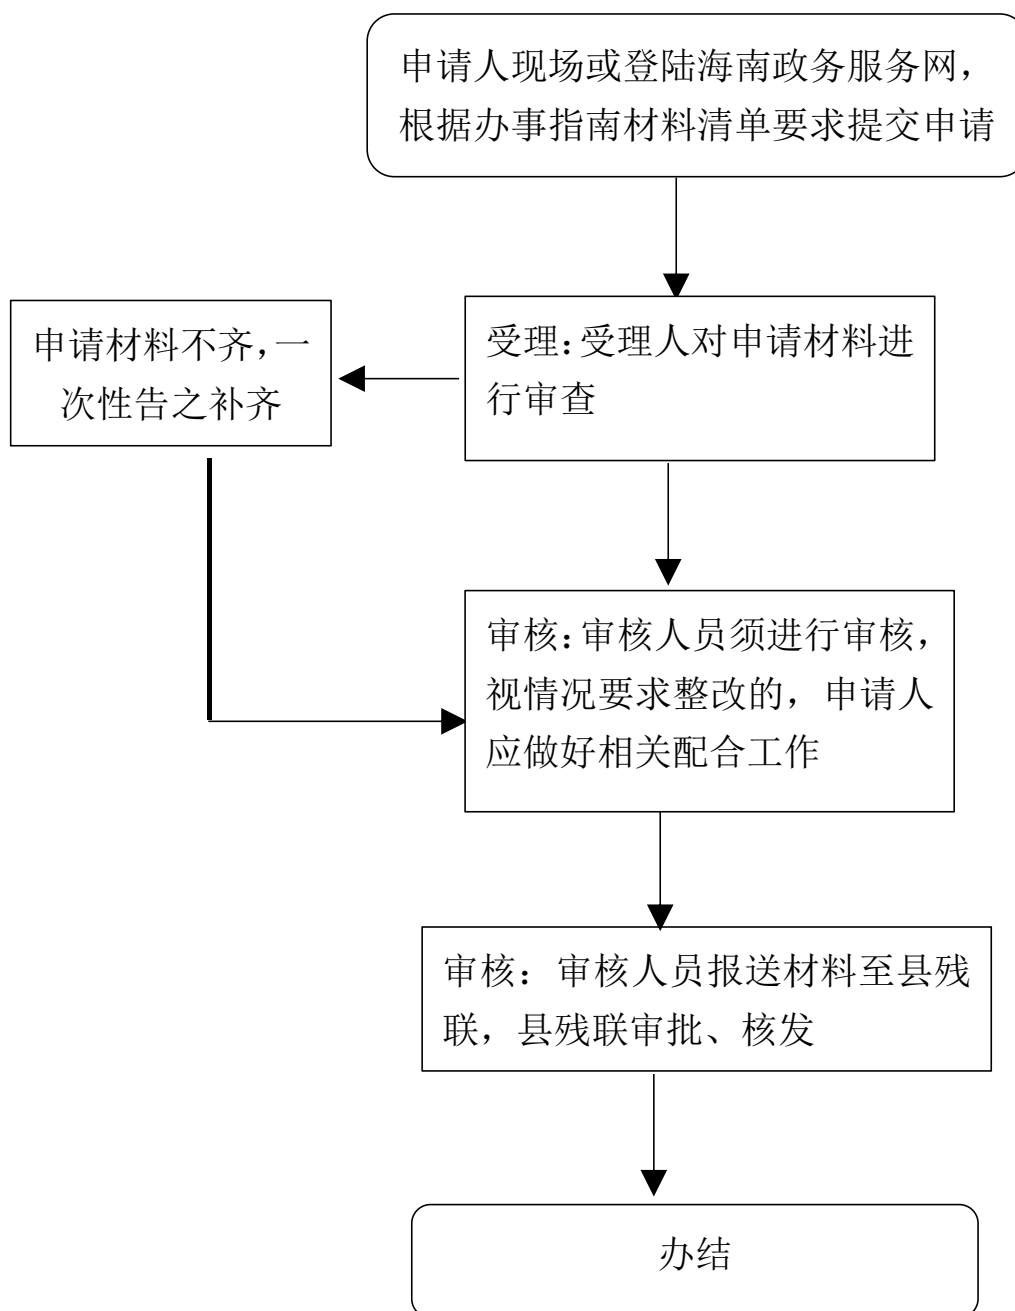 申请人现场或登陆海南政务服务网，
根据办事指南材料清单要求提交申请
申请材料不齐，一
次性告之补齐
受理：受理人对申请材料进
行审查
审核：审核人员须进行审核，
视情况要求整改的，申请人
应做好相关配合工作
审核：审核人员报送材料至县残
联，县残联审批、核发
办结